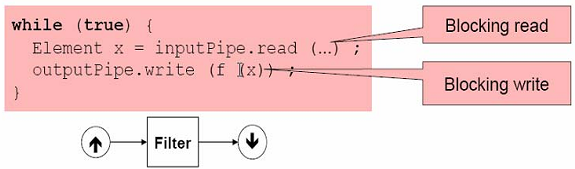 while (true) {
Element x = inputPipe.read (…) ;
outputPipe.write (f (x)) ;
}
Blocking read
Blocking write
Filter